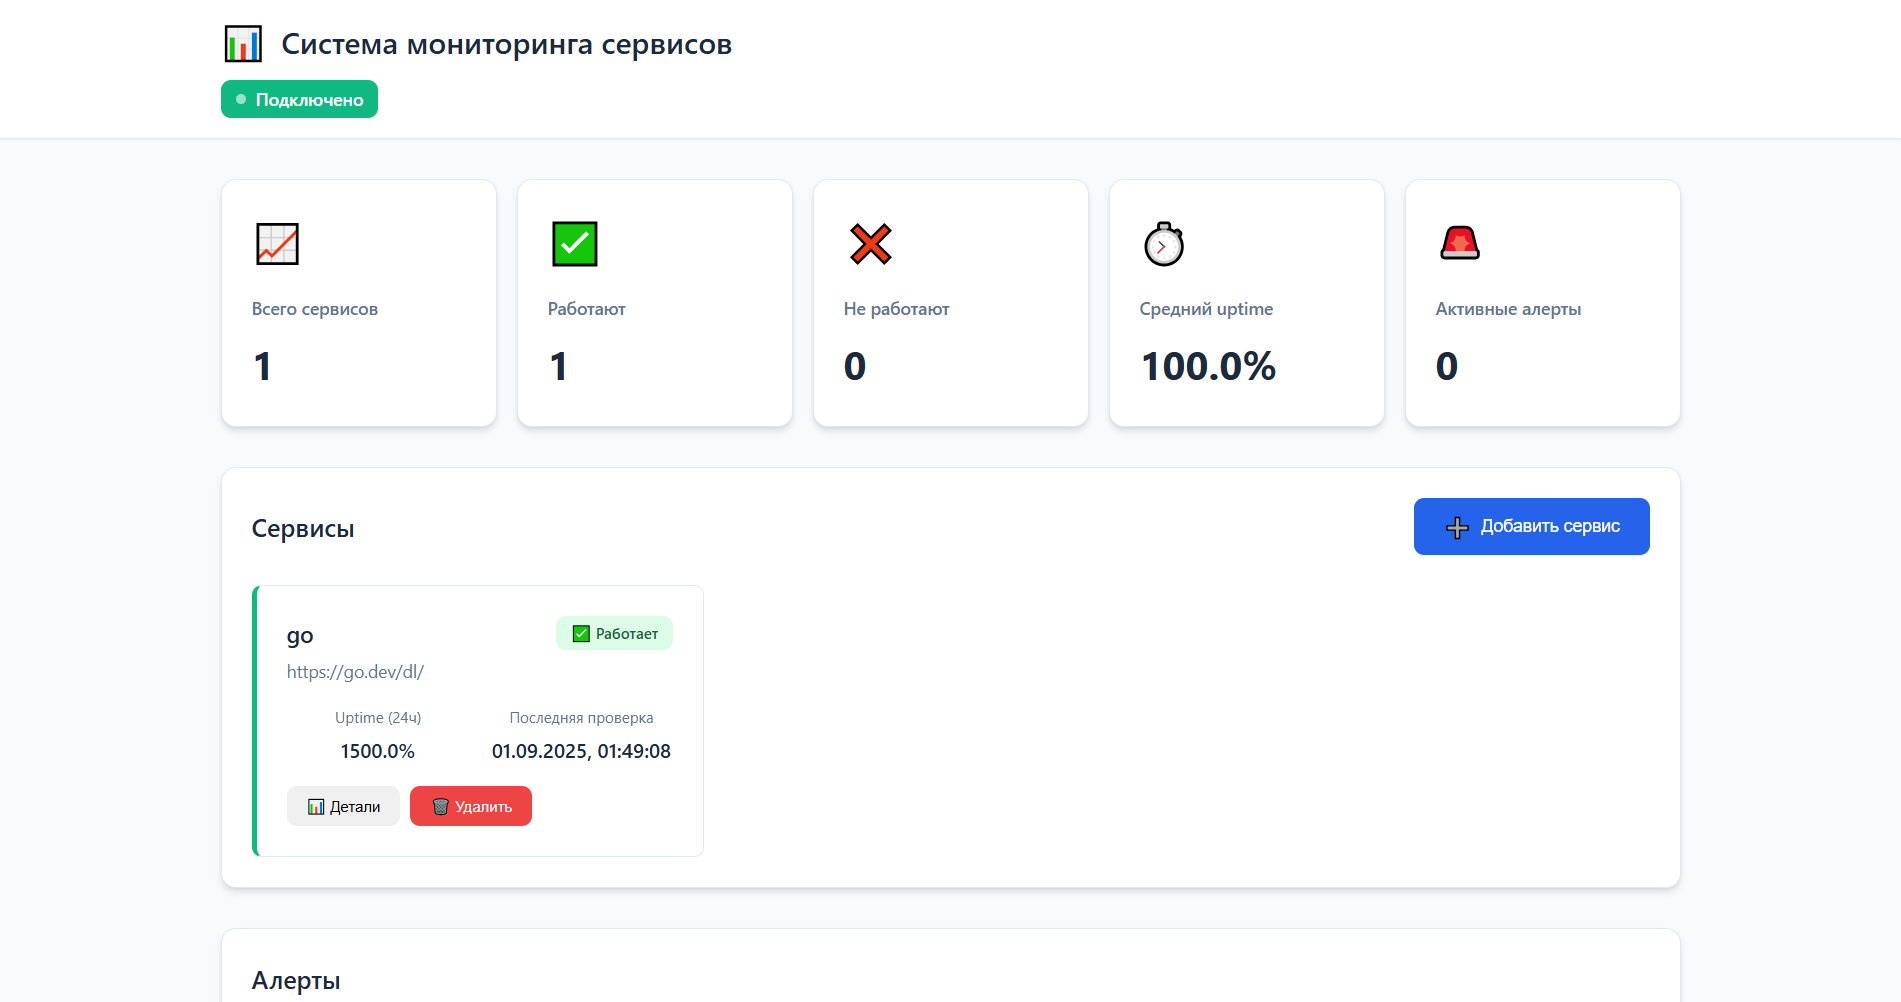 Система мониторинга сервисов
Подключено
Всего сервисов
1
Работают
1
Не работают
0
Средний uptime
100.0%
Активные алерты
0
Сервисы
Добавить сервис
go
Работает
https://go.dev/dl/
Uptime (24ч)
1500.0%
Последняя проверка
01.09.2025, 01:49:08
Детали
Удалить
Алерты